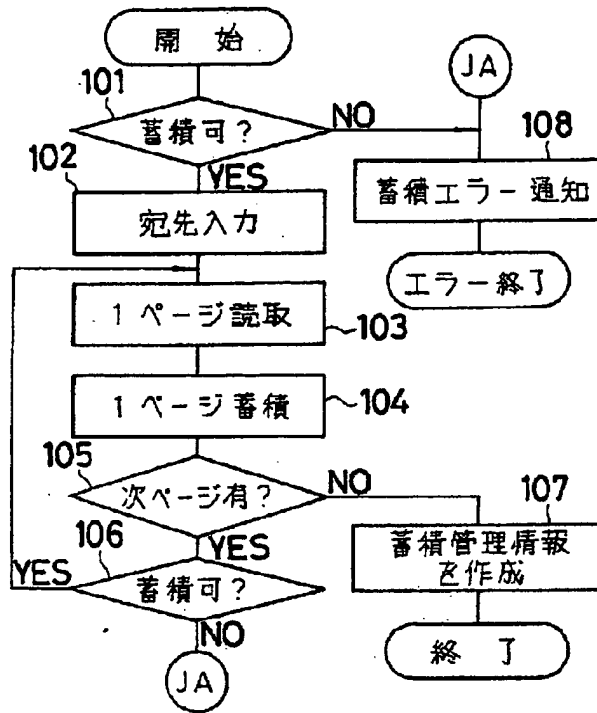 開 始
JA
101
蓄積可?
NO
108
102
YES
蓄積エラー通知
宛先入力
エラー終了
1 ページ読取
103
1 ページ蓄積
104
105
次ページ有?
NO
107
106
YES
蓄積管理情報
を作成
YES
蓄積可?
NO
終 了
JA